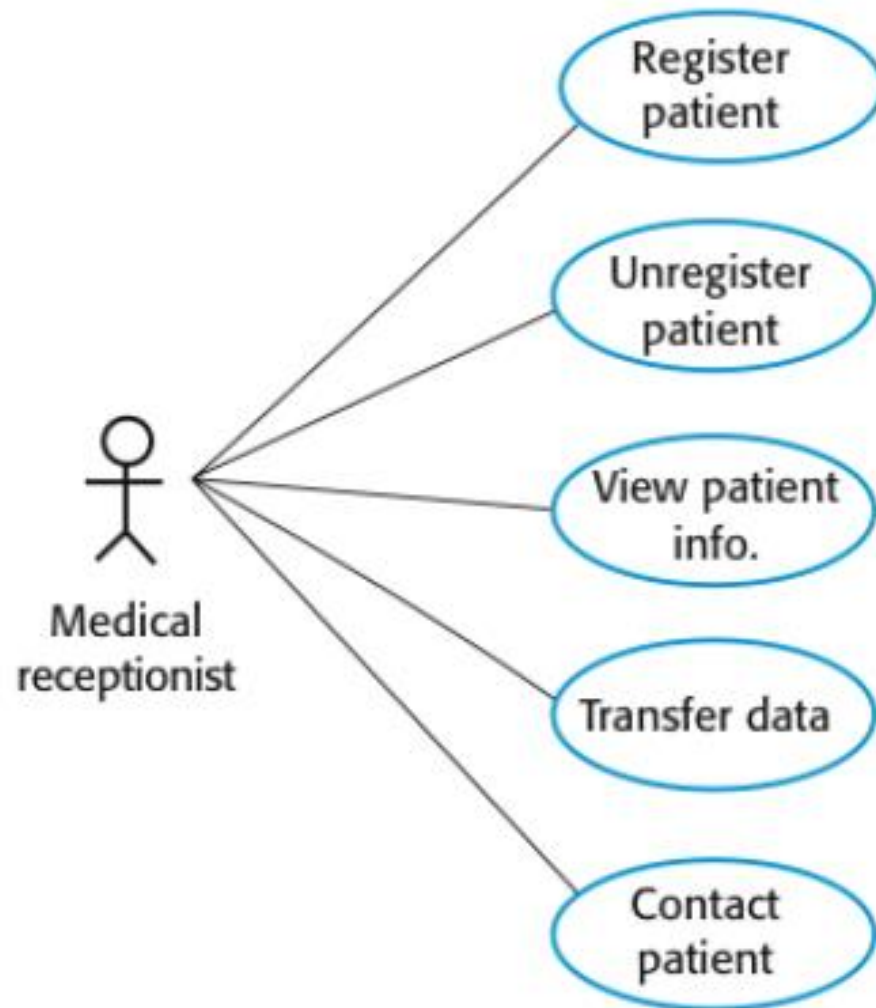 Register
patient
Unregister
patient
View patient
info.
Medical
receptionist
Transfer data
Contact
patient